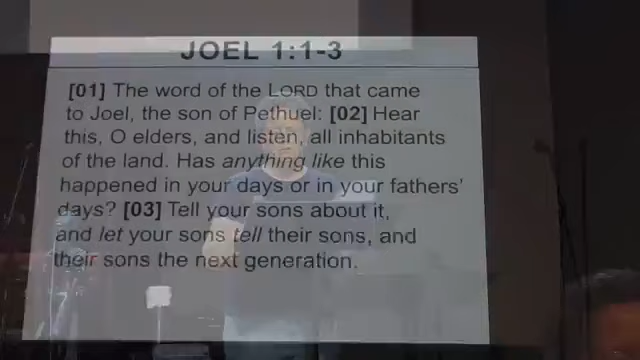 JOEL 1:1-3
[01] The word of the LORD that came
to Joel, the son of Pethuel: [02] Hear
this, O elders, and listen, all inhabitants
of the land. Has anything like this
happened in your days or in your fathers'
days? [03] Tell your sons about it,
and let your sons tell their sons, and
their sons the next generation.